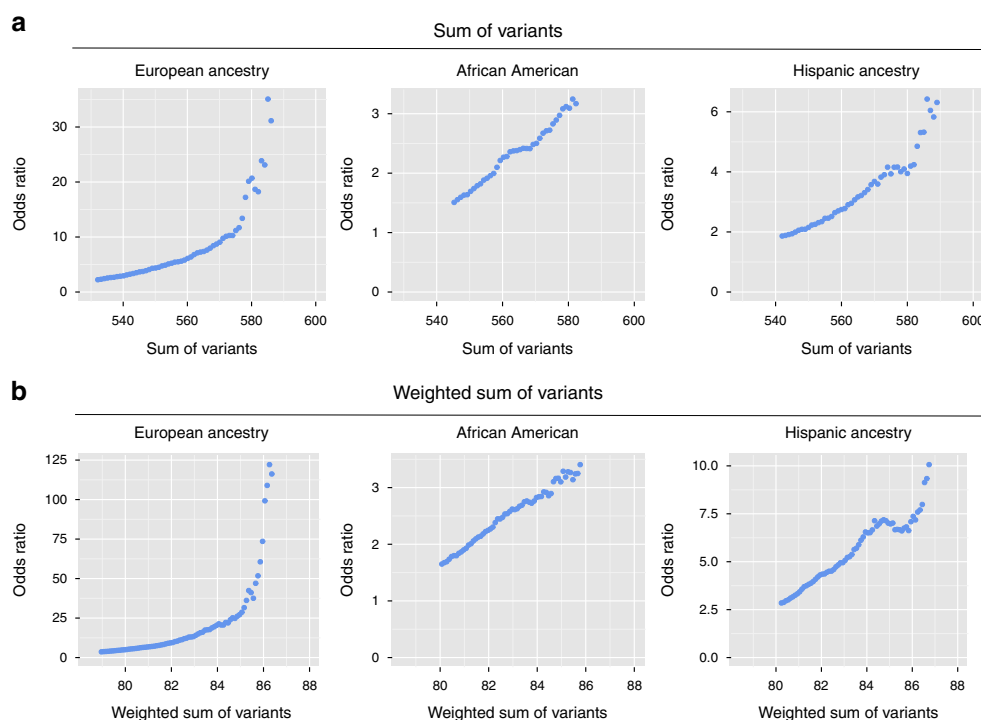 a
Sum of variants
European ancestry
African American
Hispanic ancestry
Odds ratio
30
20
10
0
540
560
580
600
Sum of variants
Odds ratio
3
2
1
0
540
560
580
600
Sum of variants
Odds ratio
6
4
2
0
540
560
580
600
Sum of variants
b
Weighted sum of variants
European ancestry
African American
Hispanic ancestry
Odds ratio
125
100
75
50
25
0
80
82
84
86
88
Weighted sum of variants
Odds ratio
3
2
1
0
80
82
84
86
88
Weighted sum of variants
Odds ratio
10.0
7.5
5.0
2.5
0.0
80
82
84
86
88
Weighted sum of variants